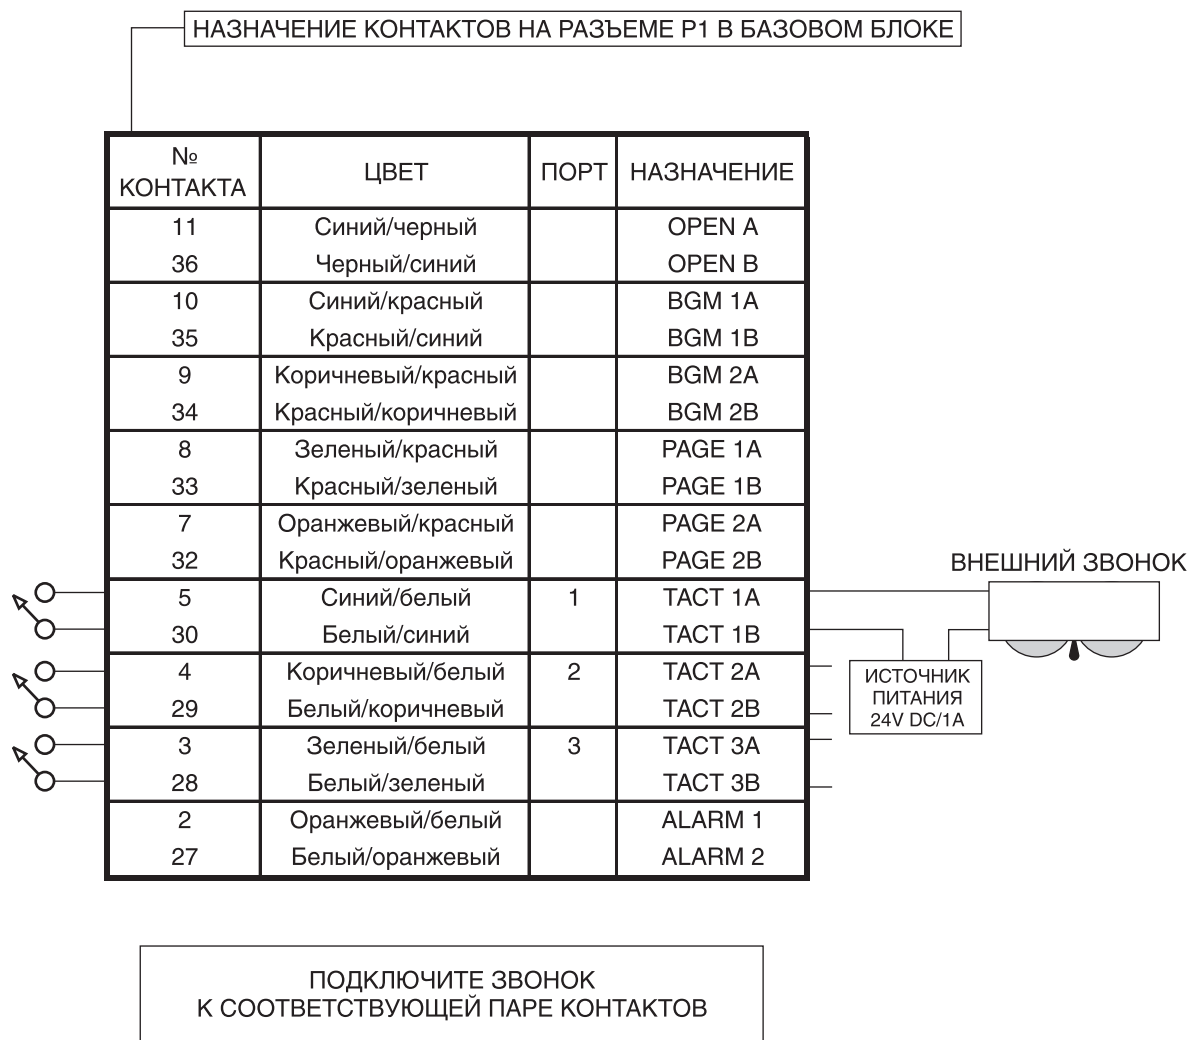 НАЗНАЧЕНИЕ КОНТАКТОВ НА РАЗЪЕМЕ P1 В БАЗОВОМ БЛОКЕ
№ КОНТАКТА ЦВЕТ ПОРТ НАЗНАЧЕНИЕ
11 Синий/черный OPEN A
36 Черный/синий OPEN B
10 Синий/красный BGM 1A
35 Красный/синий BGM 1B
9 Коричневый/красный BGM 2A
34 Красный/коричневый BGM 2B
8 Зеленый/красный PAGE 1A
33 Красный/зеленый PAGE 1B
7 Оранжевый/красный PAGE 2A
32 Красный/оранжевый PAGE 2B
5 Синий/белый 1 TACT 1A
30 Белый/синий TACT 1B
4 Коричневый/белый 2 TACT 2A
29 Белый/коричневый TACT 2B
3 Зеленый/белый 3 TACT 3A
28 Белый/зеленый TACT 3B
2 Оранжевый/белый ALARM 1
27 Белый/оранжевый ALARM 2
ВНЕШНИЙ ЗВОНОК
ИСТОЧНИК
ПИТАНИЯ
24V DC/1A
ПОДКЛЮЧИТЕ ЗВОНОК
К СООТВЕТСТВУЮЩЕЙ ПАРЕ КОНТАКТОВ